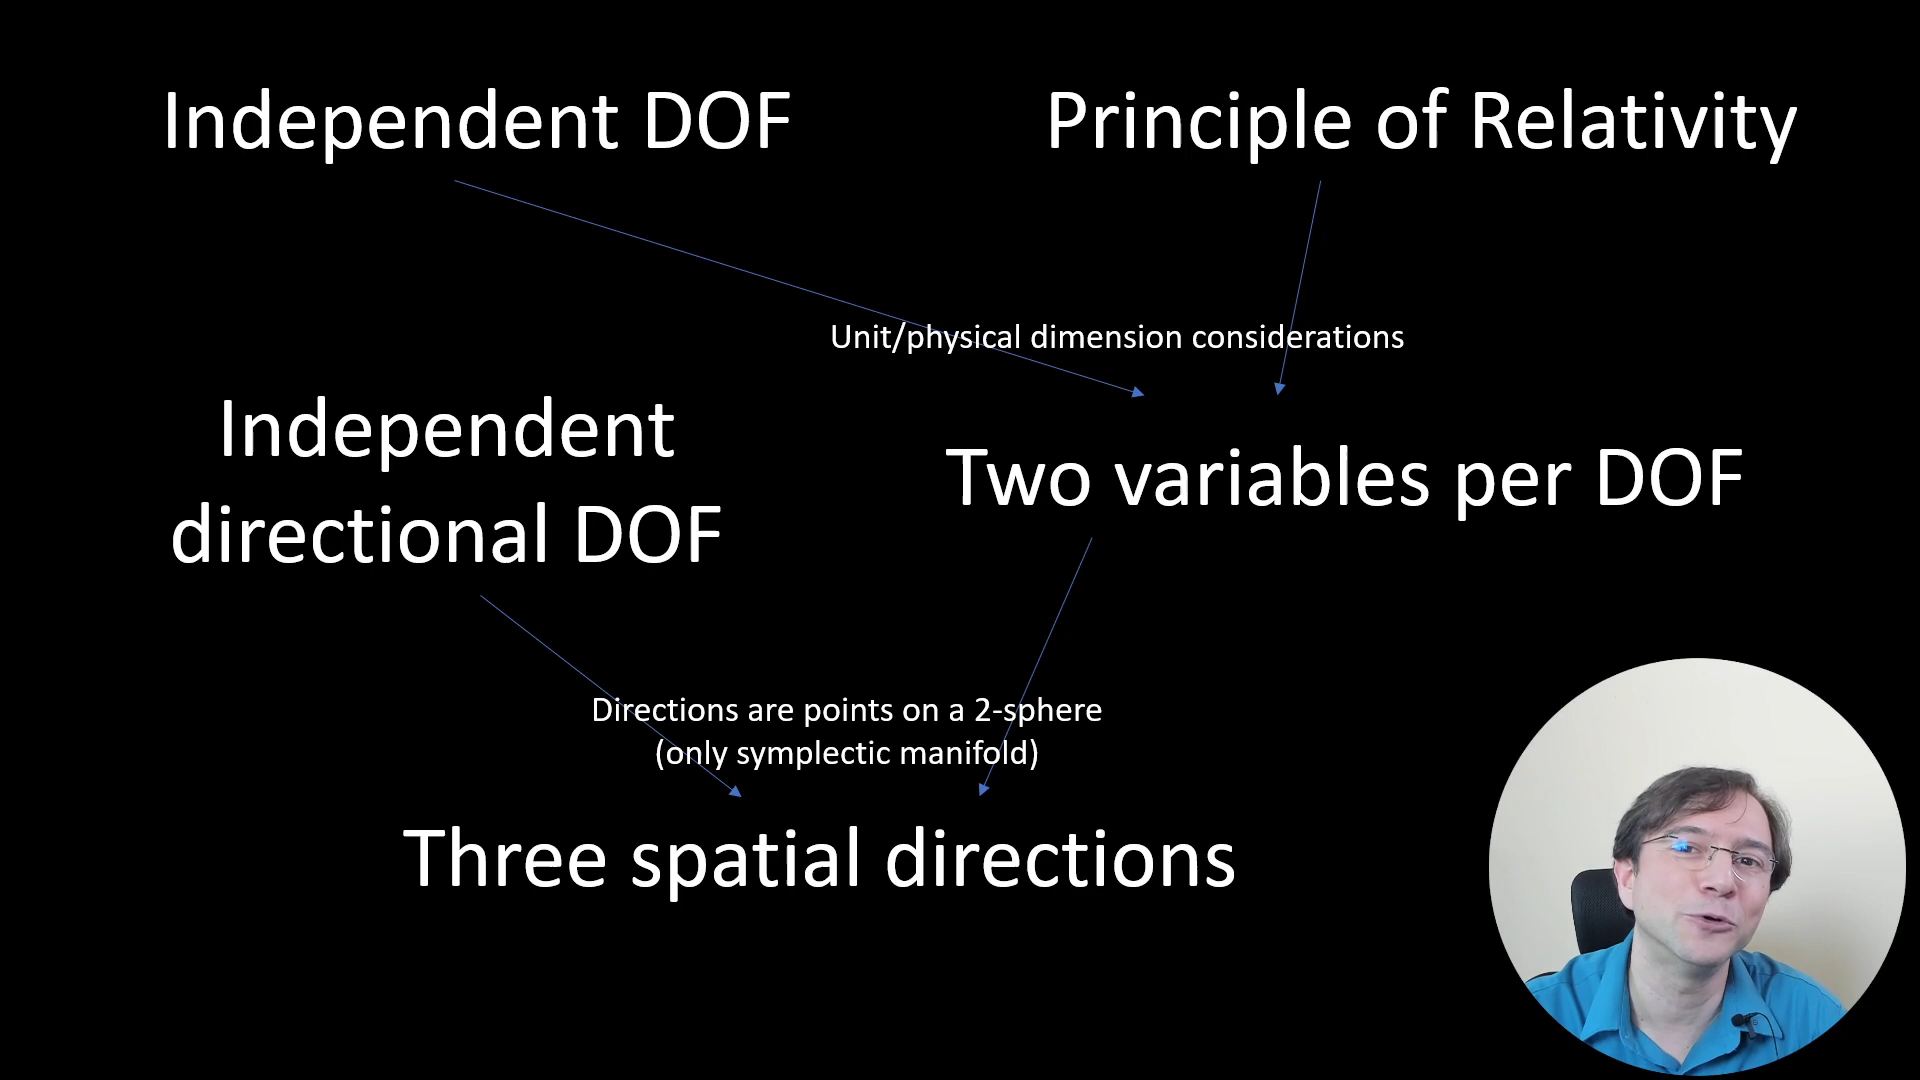 Independent DOF
Principle of Relativity
Unit/physical dimension considerations
Independent
directional DOF
Two variables per DOF
Directions are points on a 2-sphere
(only symplectic manifold)
Three spatial directions